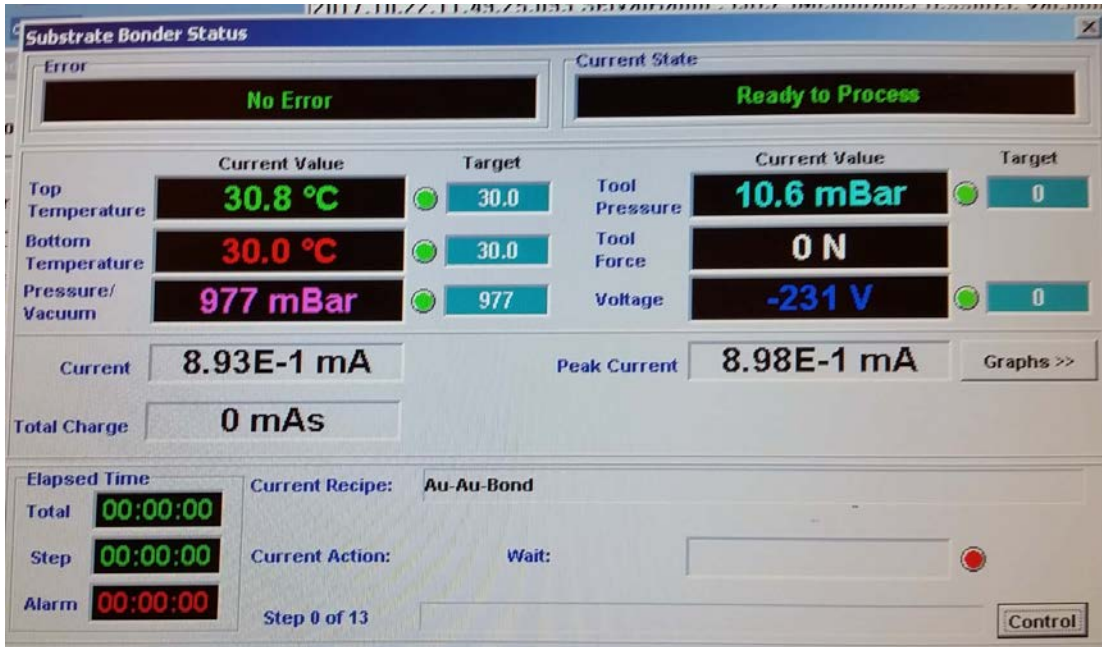 Substrate Bonder Status
Error
Current State
No Error
Ready to Process
Current Value Target
Current Value Target
Top Temperature 30.8 °C 30.0
Tool Pressure 10.6 mBar 0
Bottom Temperature 30.0 °C 30.0
Tool Force 0 N
Pressure/ Vacuum 977 mBar 977
Voltage -231 V 0
Current 8.93E-1 mA
Peak Current 8.98E-1 mA
Graphs >>
Total Charge 0 mAs
Elapsed Time
Total 00:00:00
Step 00:00:00
Alarm 00:00:00
Current Recipe: Au-Au-Bond
Current Action: Wait:
Step 0 of 13
Control